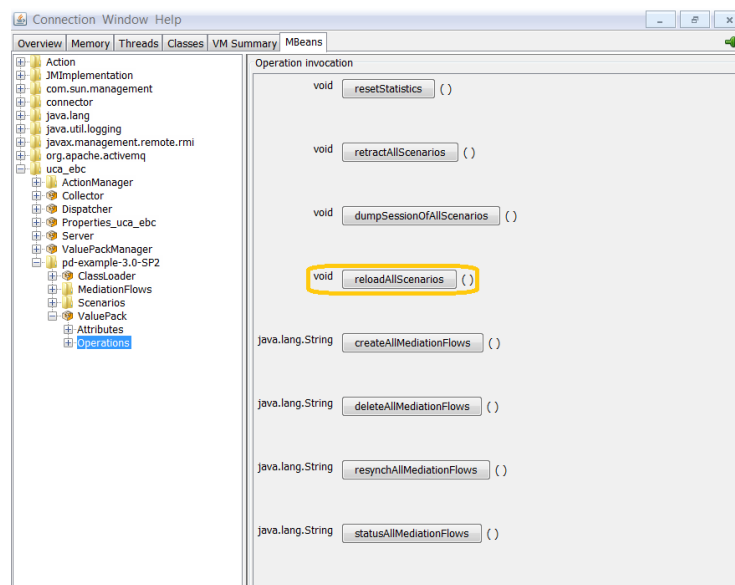 Connection Window Help
Overview Memory Threads Classes VM Summary MBeans
Action
JMImplementation
com.sun.management
connector
java.lang
java.util.logging
javax.management.remote.rmi
org.apache.activemq
uca_ebc
ActionManager
Collector
Dispatcher
Properties_uca_ebc
Server
ValuePackManager
pd-example-3.0-SP2
ClassLoader
MediationFlows
Scenarios
ValuePack
Attributes
Operations
Operation invocation
void resetStatistics ( )
void retractAllScenarios ( )
void dumpSessionOfAllScenarios ( )
void reloadAllScenarios ( )
java.lang.String createAllMediationFlows ( )
java.lang.String deleteAllMediationFlows ( )
java.lang.String resynchAllMediationFlows ( )
java.lang.String statusAllMediationFlows ( )